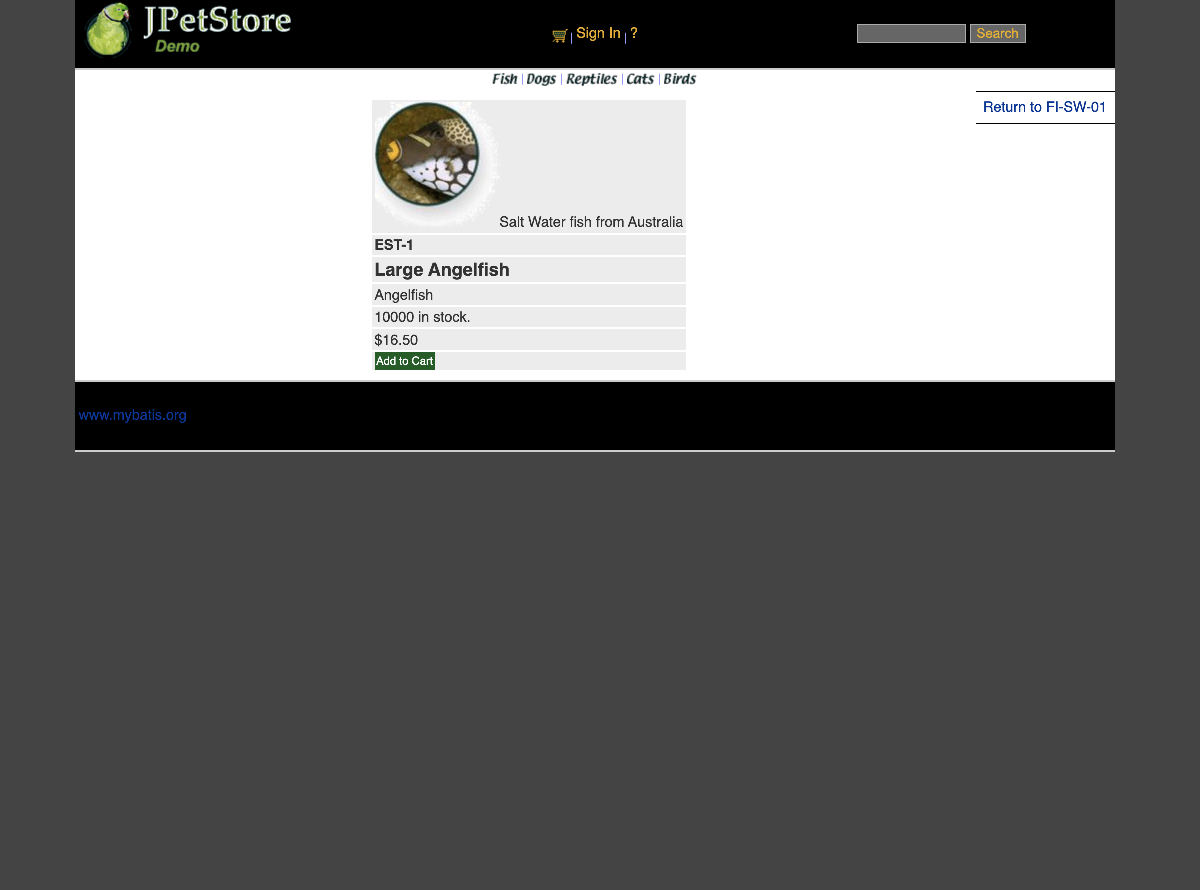 JPetStore
Demo
Sign In
?
Search
Fish | Dogs | Reptiles | Cats | Birds
Return to FI-SW-01
Salt Water fish from Australia
EST-1
Large Angelfish
Angelfish
10000 in stock.
$16.50
Add to Cart
www.mybatis.org